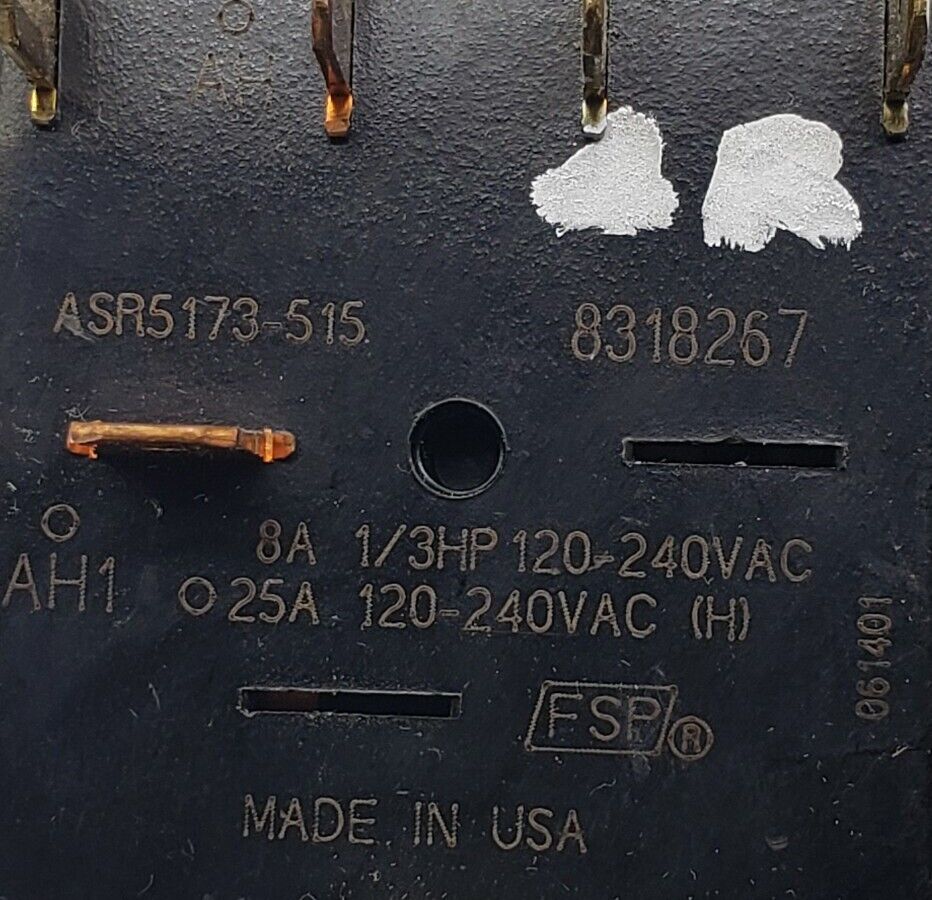 AH
ASR5173-515 8318267
8A 1/3HP 120-240VAC
AH1
25A 120-240VAC (H)
061401
FSP®
MADE IN USA